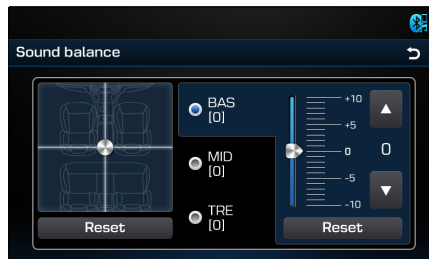 Sound balance
BAS
[0]
MID
[0]
TRE
[0]
Reset
+10
+5
0
-5
-10
0
Reset